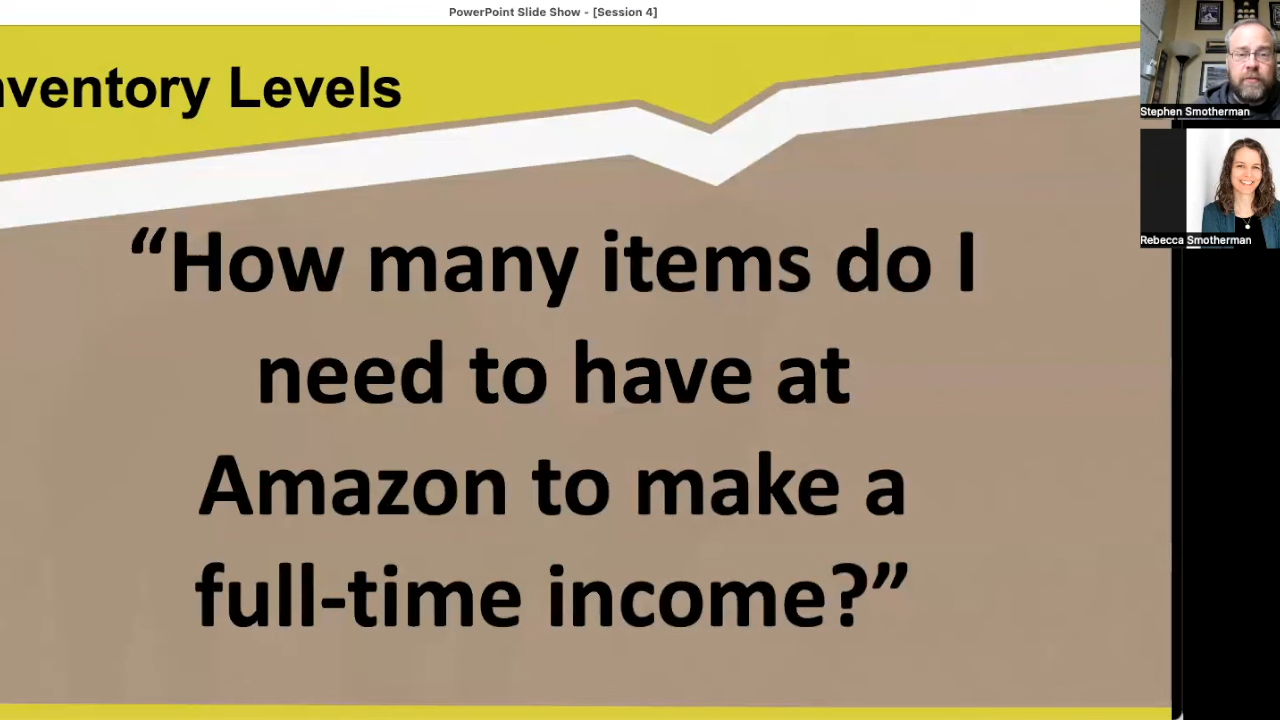 PowerPoint Slide Show - [Session 4]
nventory Levels
“How many items do I
need to have at
Amazon to make a
full-time income?”
Stephen Smotherman
Rebecca Smotherman